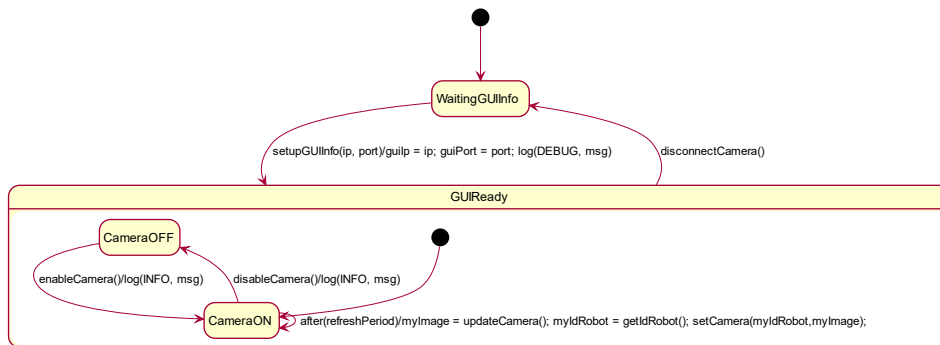 WaitingGUIInfo
setupGUIInfo(ip, port)/guiIp = ip; guiPort = port; log(DEBUG, msg)
disconnectCamera()
GUIReady
CameraOFF
enableCamera()/log(INFO, msg)
disableCamera()/log(INFO, msg)
CameraON
after(refreshPeriod)/myImage = updateCamera(); myIdRobot = getIdRobot(); setCamera(myIdRobot,myImage);